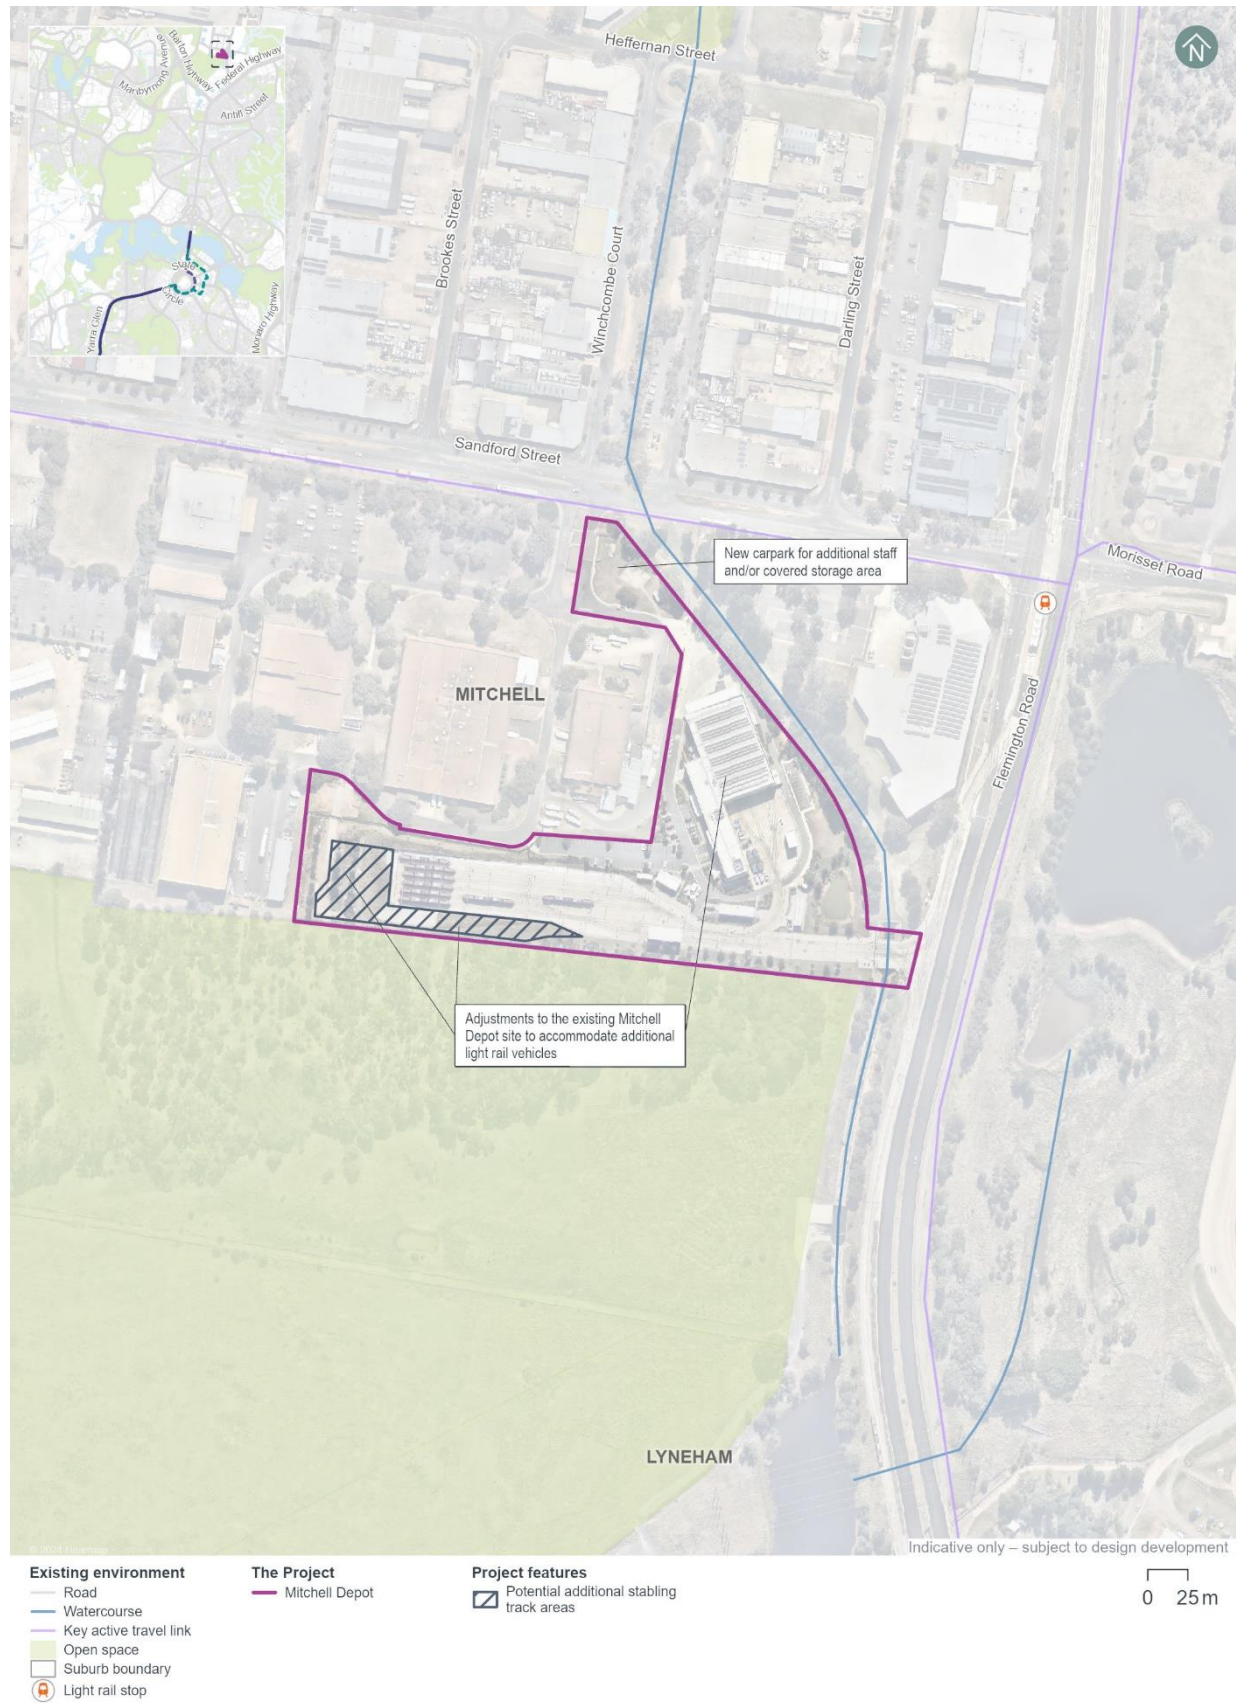 Barton Highway
Federal Highway
Maribyrnong Avenue
Antill Street
State
Circle
Yarra Glen
Monaro Highway
N
Heffernan Street
Brookes Street
Winchcombe Court
Darling Street
Sandford Street
Morisset Road
Flemington Road
New carpark for additional staff
and/or covered storage area
MITCHELL
Adjustments to the existing Mitchell
Depot site to accommodate additional
light rail vehicles
LYNEHAM
Indicative only – subject to design development
Existing environment
Road
Watercourse
Key active travel link
Open space
Suburb boundary
Light rail stop
The Project
Mitchell Depot
Project features
Potential additional stabling
track areas
0 25 m